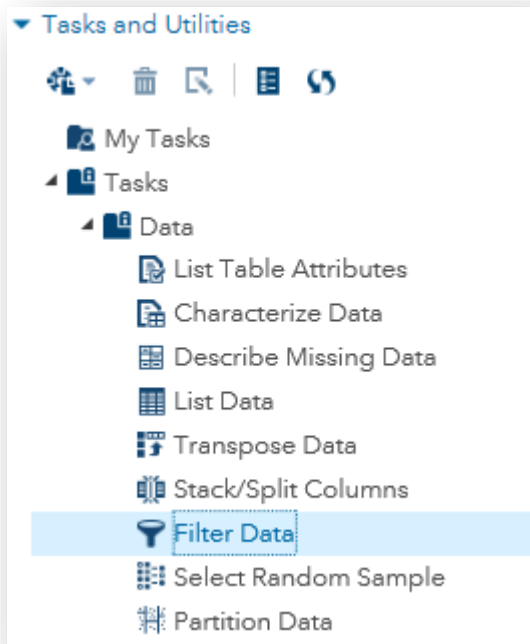 Tasks and Utilities
My Tasks
Tasks
Data
List Table Attributes
Characterize Data
Describe Missing Data
List Data
Transpose Data
Stack/Split Columns
Filter Data
Select Random Sample
Partition Data